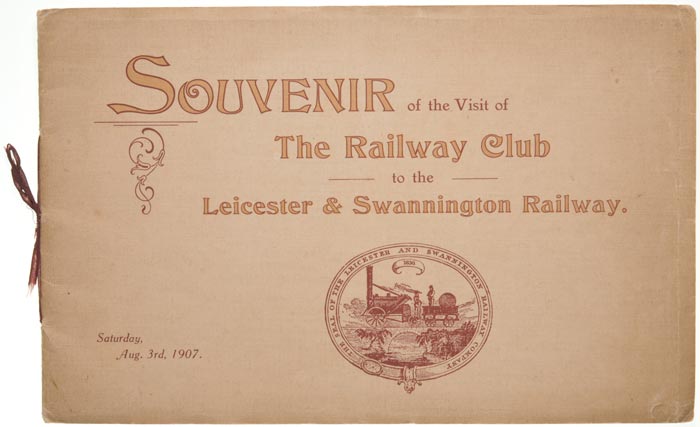 SOUVENIR of the Visit of
The Railway Club
to the
Leicester & Swannington Railway.
THE SEAL OF THE LEICESTER AND SWANNINGTON RAILWAY COMPANY
1830
Saturday,
Aug. 3rd, 1907.